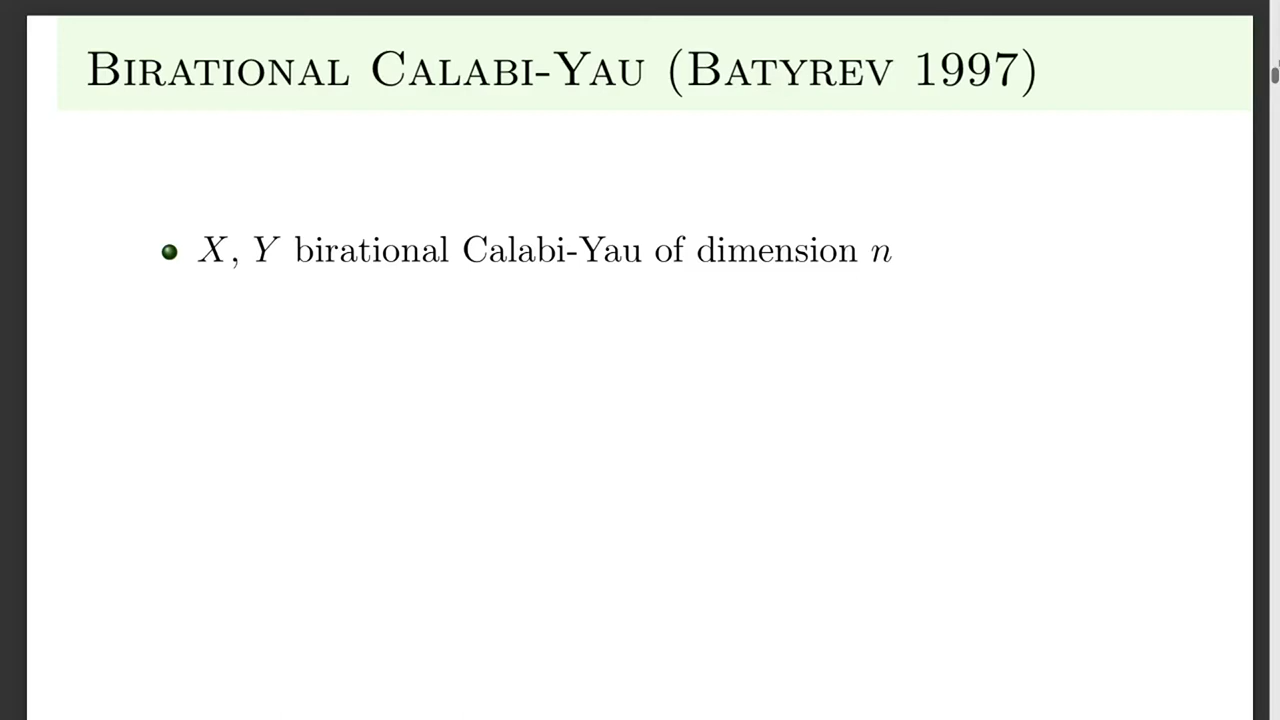 Birational Calabi-Yau (Batyrev 1997)
X, Y birational Calabi-Yau of dimension n